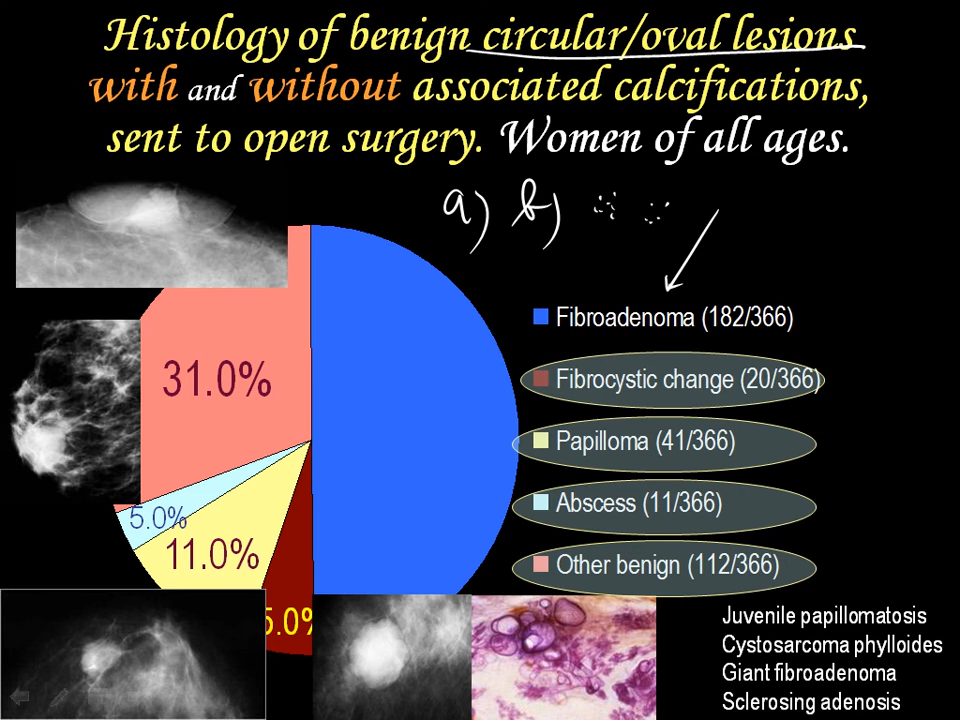 Histology of benign circular/oval lesions
with and without associated calcifications,
sent to open surgery. Women of all ages.
a) b)
31.0%
5.0%
11.0%
5.0%
Fibroadenoma (182/366)
Fibrocystic change (20/366)
Papilloma (41/366)
Abscess (11/366)
Other benign (112/366)
Juvenile papillomatosis
Cystosarcoma phylloides
Giant fibroadenoma
Sclerosing adenosis